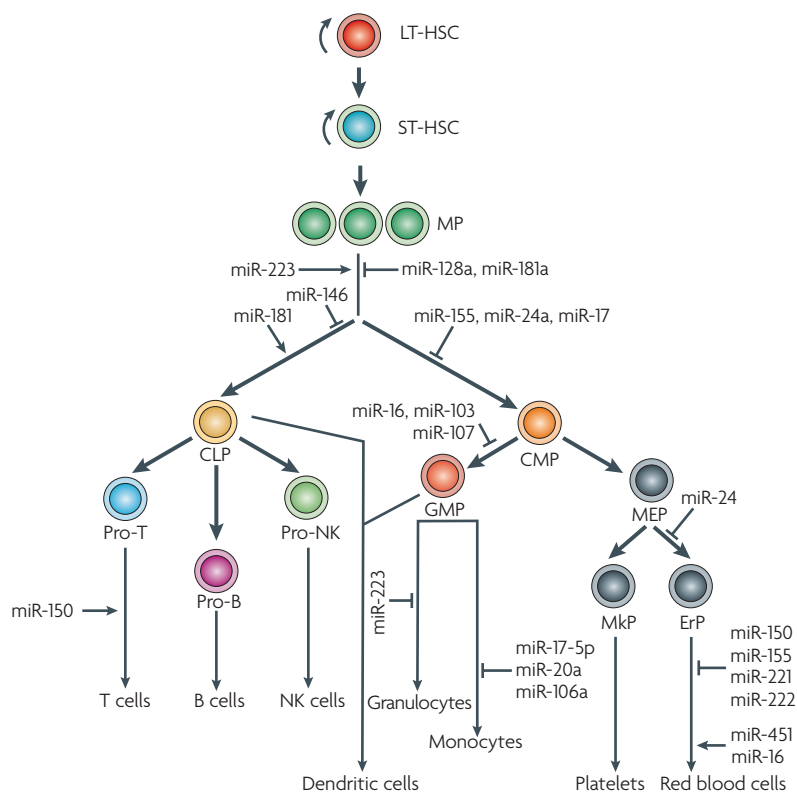 LT-HSC
ST-HSC
MP
miR-223
miR-128a, miR-181a
miR-146
miR-181
miR-155, miR-24a, miR-17
miR-16, miR-103
miR-107
CLP
CMP
GMP
MEP
miR-24
Pro-T
Pro-NK
Pro-B
miR-150
miR-223
MkP
ErP
miR-17-5p
miR-20a
miR-106a
miR-150
miR-155
miR-221
miR-222
miR-451
miR-16
T cells
B cells
NK cells
Granulocytes
Monocytes
Dendritic cells
Platelets
Red blood cells